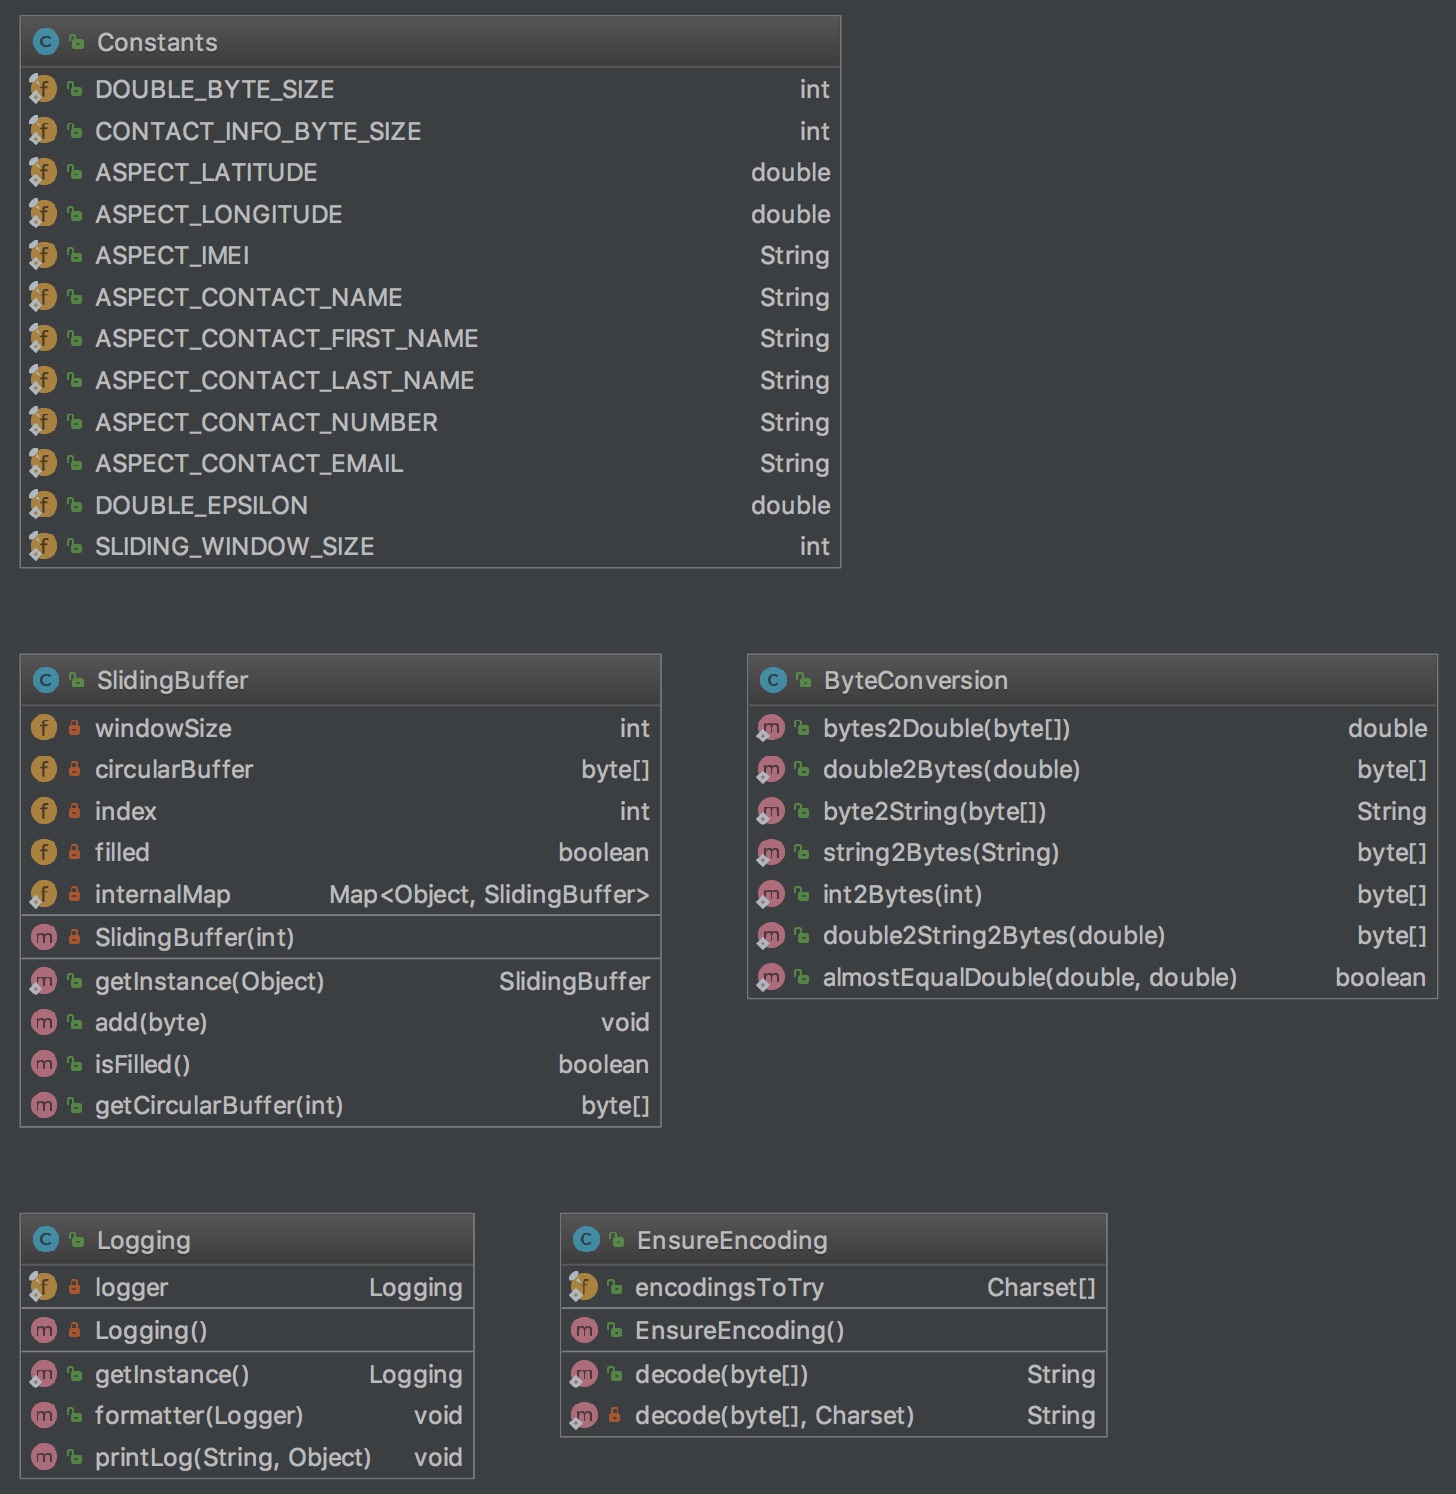 Constants
DOUBLE_BYTE_SIZE int
CONTACT_INFO_BYTE_SIZE int
ASPECT_LATITUDE double
ASPECT_LONGITUDE double
ASPECT_IMEI String
ASPECT_CONTACT_NAME String
ASPECT_CONTACT_FIRST_NAME String
ASPECT_CONTACT_LAST_NAME String
ASPECT_CONTACT_NUMBER String
ASPECT_CONTACT_EMAIL String
DOUBLE_EPSILON double
SLIDING_WINDOW_SIZE int
SlidingBuffer
windowSize int
circularBuffer byte[]
index int
filled boolean
internalMap Map<Object, SlidingBuffer>
SlidingBuffer(int)
getInstance(Object) SlidingBuffer
add(byte) void
isFilled() boolean
getCircularBuffer(int) byte[]
ByteConversion
bytes2Double(byte[]) double
double2Bytes(double) byte[]
byte2String(byte[]) String
string2Bytes(String) byte[]
int2Bytes(int) byte[]
double2String2Bytes(double) byte[]
almostEqualDouble(double, double) boolean
Logging
logger Logging
Logging()
getInstance() Logging
formatter(Logger) void
printLog(String, Object) void
EnsureEncoding
encodingsToTry Charset[]
EnsureEncoding()
decode(byte[]) String
decode(byte[], Charset) String